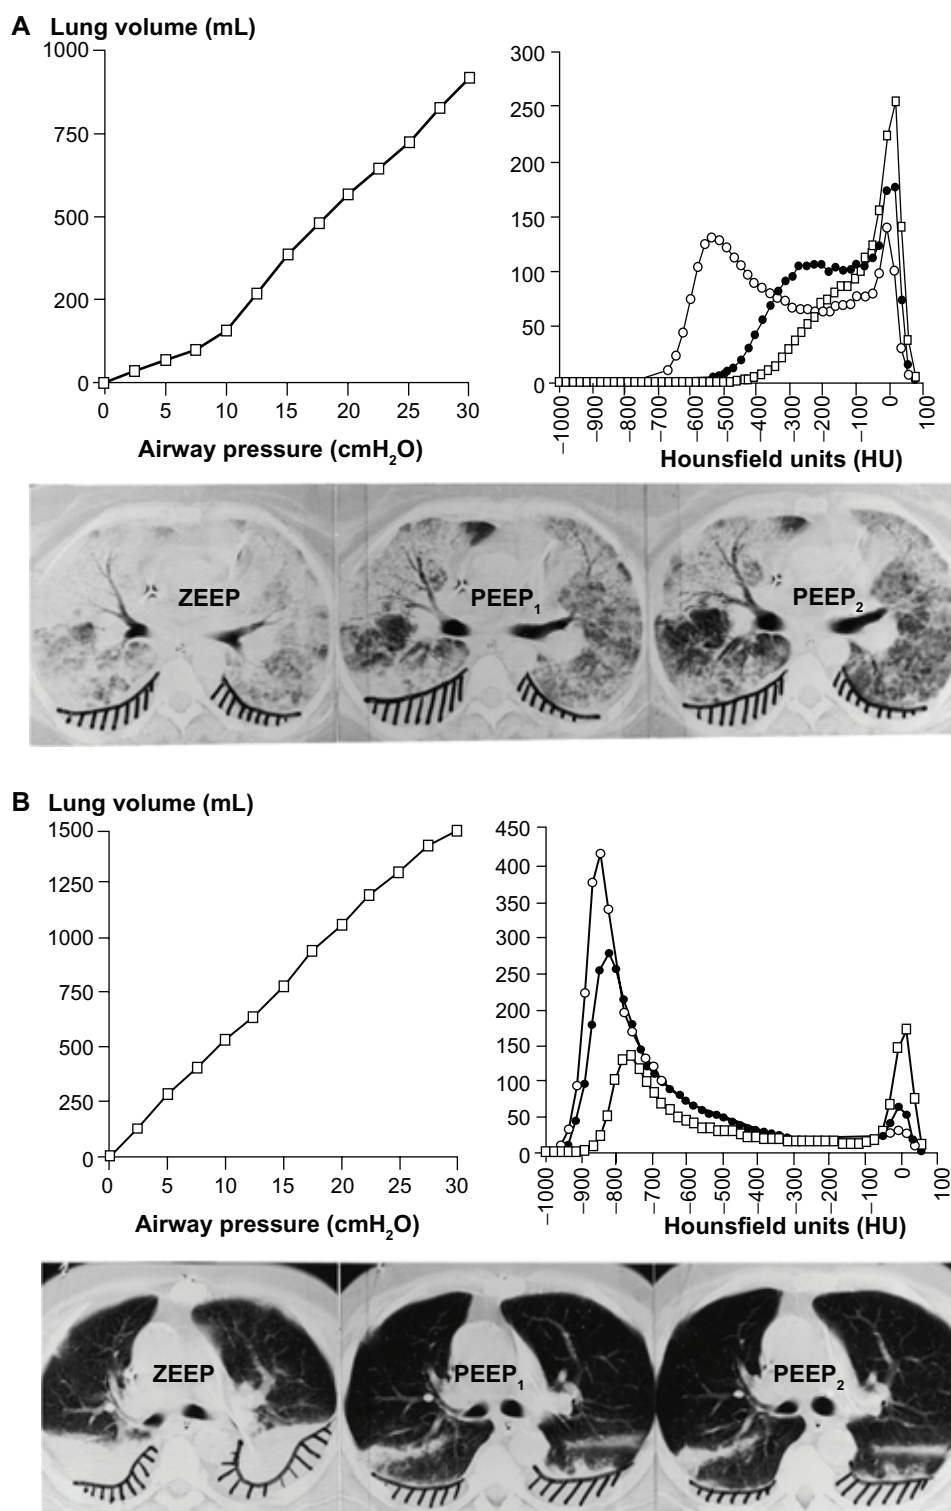 A Lung volume (mL)
1000
750
500
200
0
0 5 10 15 20 25 30
Airway pressure (cmH2O)
300
250
200
150
100
50
0
−1000 −900 −800 −700 −600 −500 −400 −300 −200 −100 0 100
Hounsfield units (HU)
ZEEP PEEP1 PEEP2
B Lung volume (mL)
1500
1250
1000
750
500
250
0
0 5 10 15 20 25 30
Airway pressure (cmH2O)
450
400
350
300
250
200
150
100
50
0
−1000 −900 −800 −700 −600 −500 −400 −300 −200 −100 0 100
Hounsfield units (HU)
ZEEP PEEP1 PEEP2